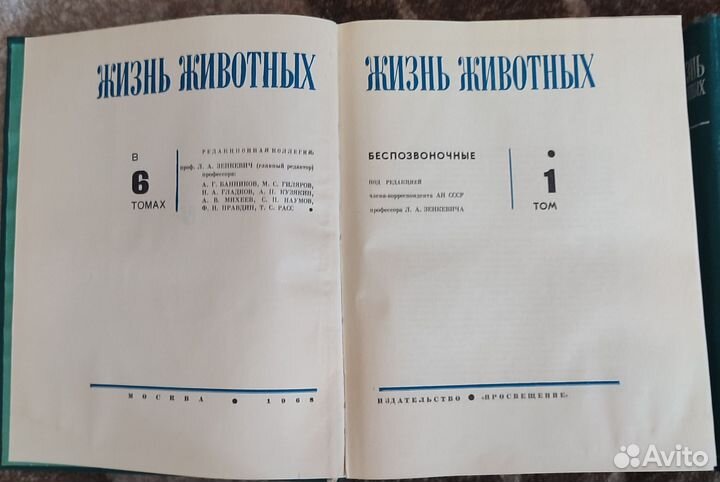 ЖИЗНЬ ЖИВОТНЫХ
В
6
ТОМАХ
РЕДАКЦИОННАЯ КОЛЛЕГИЯ:
проф. Л. А. ЗЕНКЕВИЧ (главный редактор)
профессора:
А. Г. БАННИКОВ, М. С. ГИЛЯРОВ,
Н. А. ГЛАДКОВ, А. П. КУЗЯКИН,
А. В. МИХЕЕВ, С. П. НАУМОВ,
Ф. Н. ПРАВДИН, Т. С. РАСС
МОСКВА • 1968
ЖИЗНЬ ЖИВОТНЫХ
БЕСПОЗВОНОЧНЫЕ
ПОД РЕДАКЦИЕЙ
члена-корреспондента АН СССР
профессора Л. А. ЗЕНКЕВИЧА
1
ТОМ
ИЗДАТЕЛЬСТВО • «ПРОСВЕЩЕНИЕ»
Avito